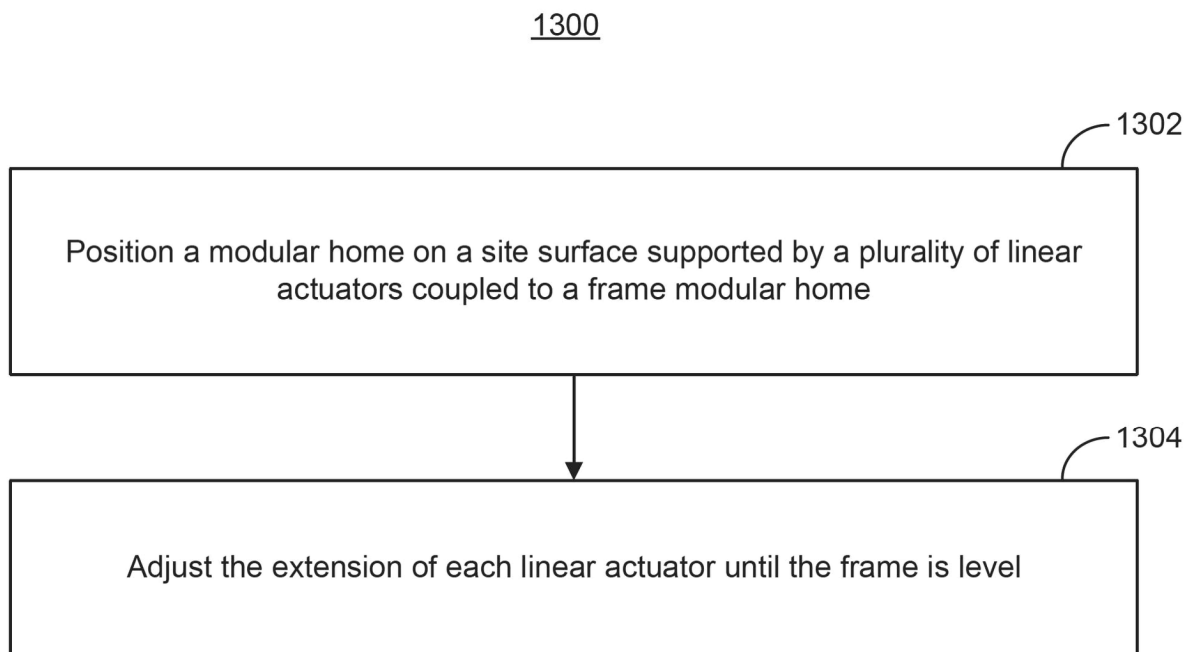 1300
1302
Position a modular home on a site surface supported by a plurality of linear
actuators coupled to a frame modular home
1304
Adjust the extension of each linear actuator until the frame is level